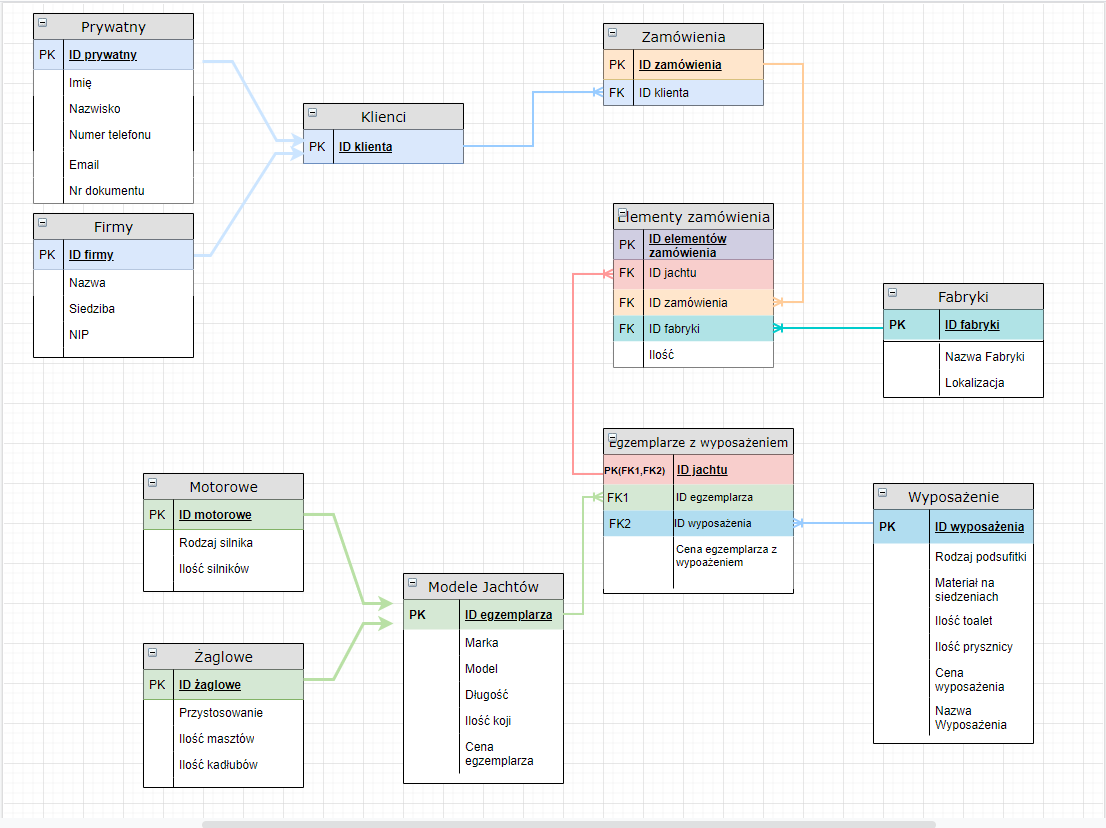 Prywatny
PK ID prywatny
Imię
Nazwisko
Numer telefonu
Email
Nr dokumentu
Firmy
PK ID firmy
Nazwa
Siedziba
NIP
Klienci
PK ID klienta
Zamówienia
PK ID zamówienia
FK ID klienta
Elementy zamówienia
PK ID elementów
zamówienia
FK ID jachtu
FK ID zamówienia
FK ID fabryki
Ilość
Fabryki
PK ID fabryki
Nazwa Fabryki
Lokalizacja
Egzemplarze z wyposażeniem
PK(FK1,FK2) ID jachtu
FK1 ID egzemplarza
FK2 ID wyposażenia
Cena egzemplarza z
wypoażeniem
Motorowe
PK ID motorowe
Rodzaj silnika
Ilość silników
Żaglowe
PK ID żaglowe
Przystosowanie
Ilość masztów
Ilość kadłubów
Modele Jachtów
PK ID egzemplarza
Marka
Model
Długość
Ilość koji
Cena
egzemplarza
Wyposażenie
PK ID wyposażenia
Rodzaj podsufitki
Materiał na
siedzeniach
Ilość toalet
Ilość prysznicy
Cena
wyposażenia
Nazwa
Wyposażenia